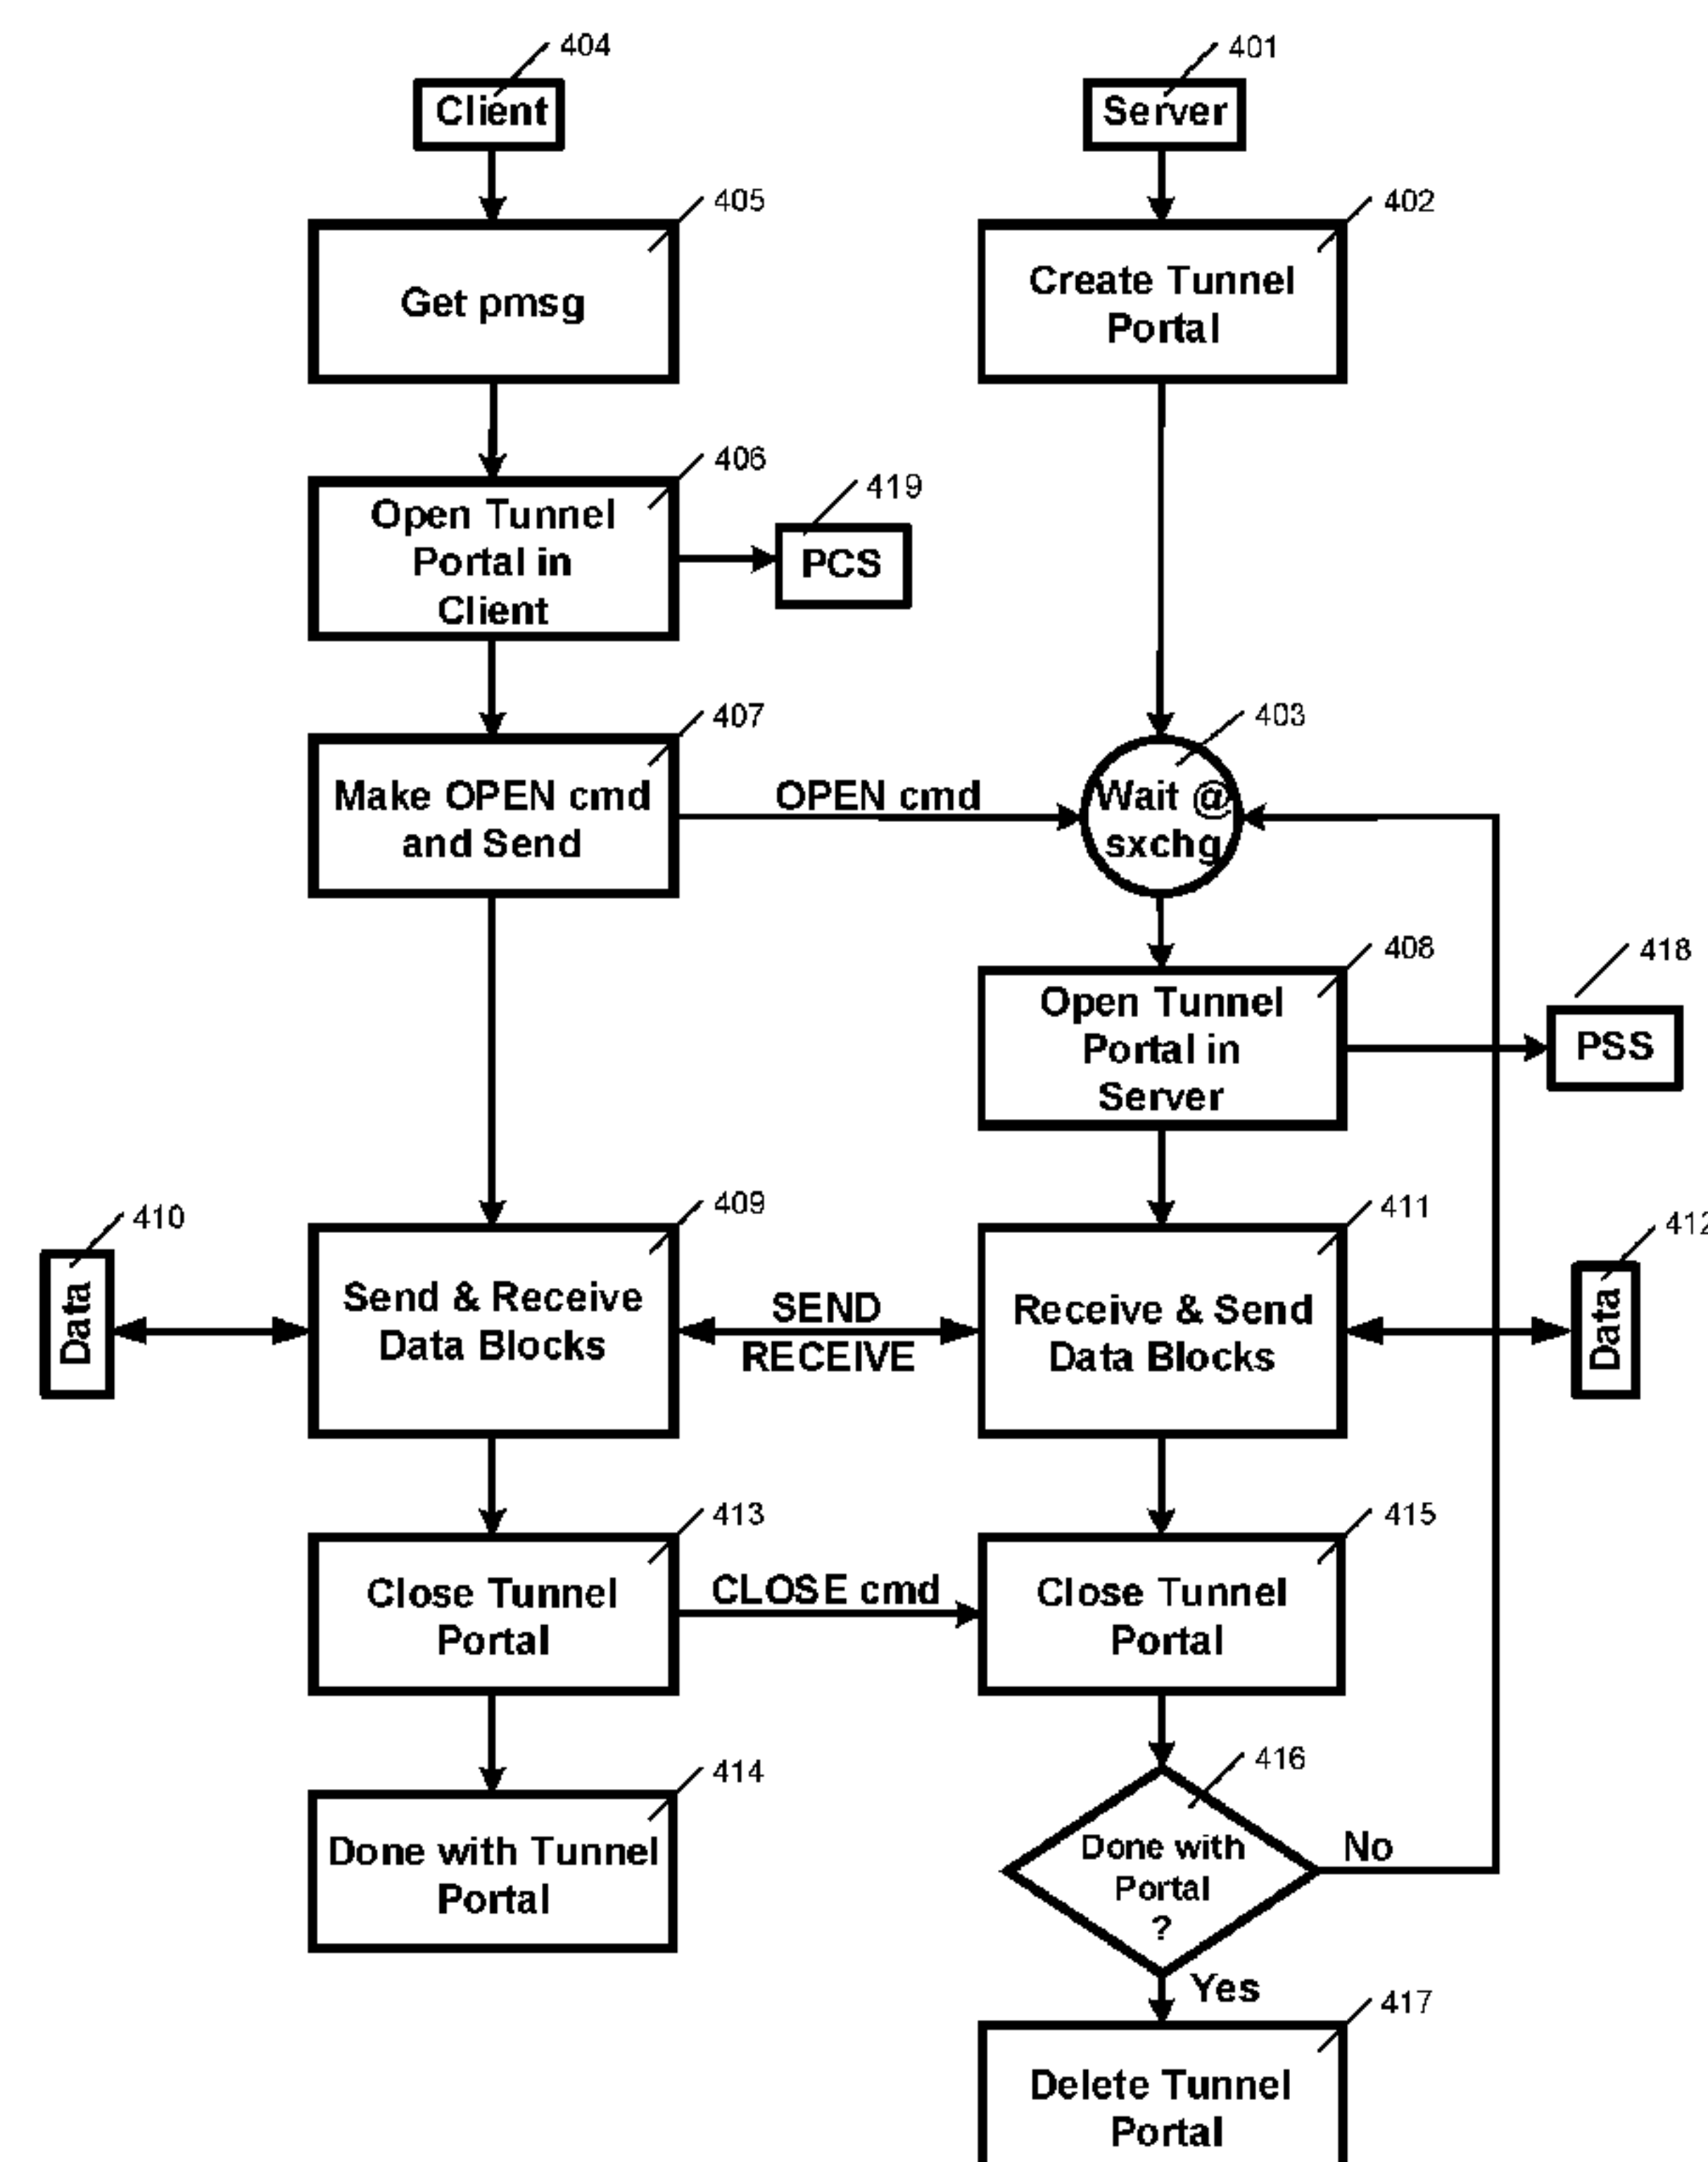 404
Client
401
Server
405
Get pmsg
402
Create Tunnel
Portal
406
Open Tunnel
Portal in
Client
419
PCS
407
Make OPEN cmd
and Send
OPEN cmd
403
Wait @
sxchg
408
Open Tunnel
Portal in
Server
418
PSS
410
Data
409
Send & Receive
Data Blocks
SEND
RECEIVE
411
Receive & Send
Data Blocks
412
Data
413
Close Tunnel
Portal
CLOSE cmd
415
Close Tunnel
Portal
414
Done with Tunnel
Portal
416
Done with
Portal
?
No
Yes
417
Delete Tunnel
Portal